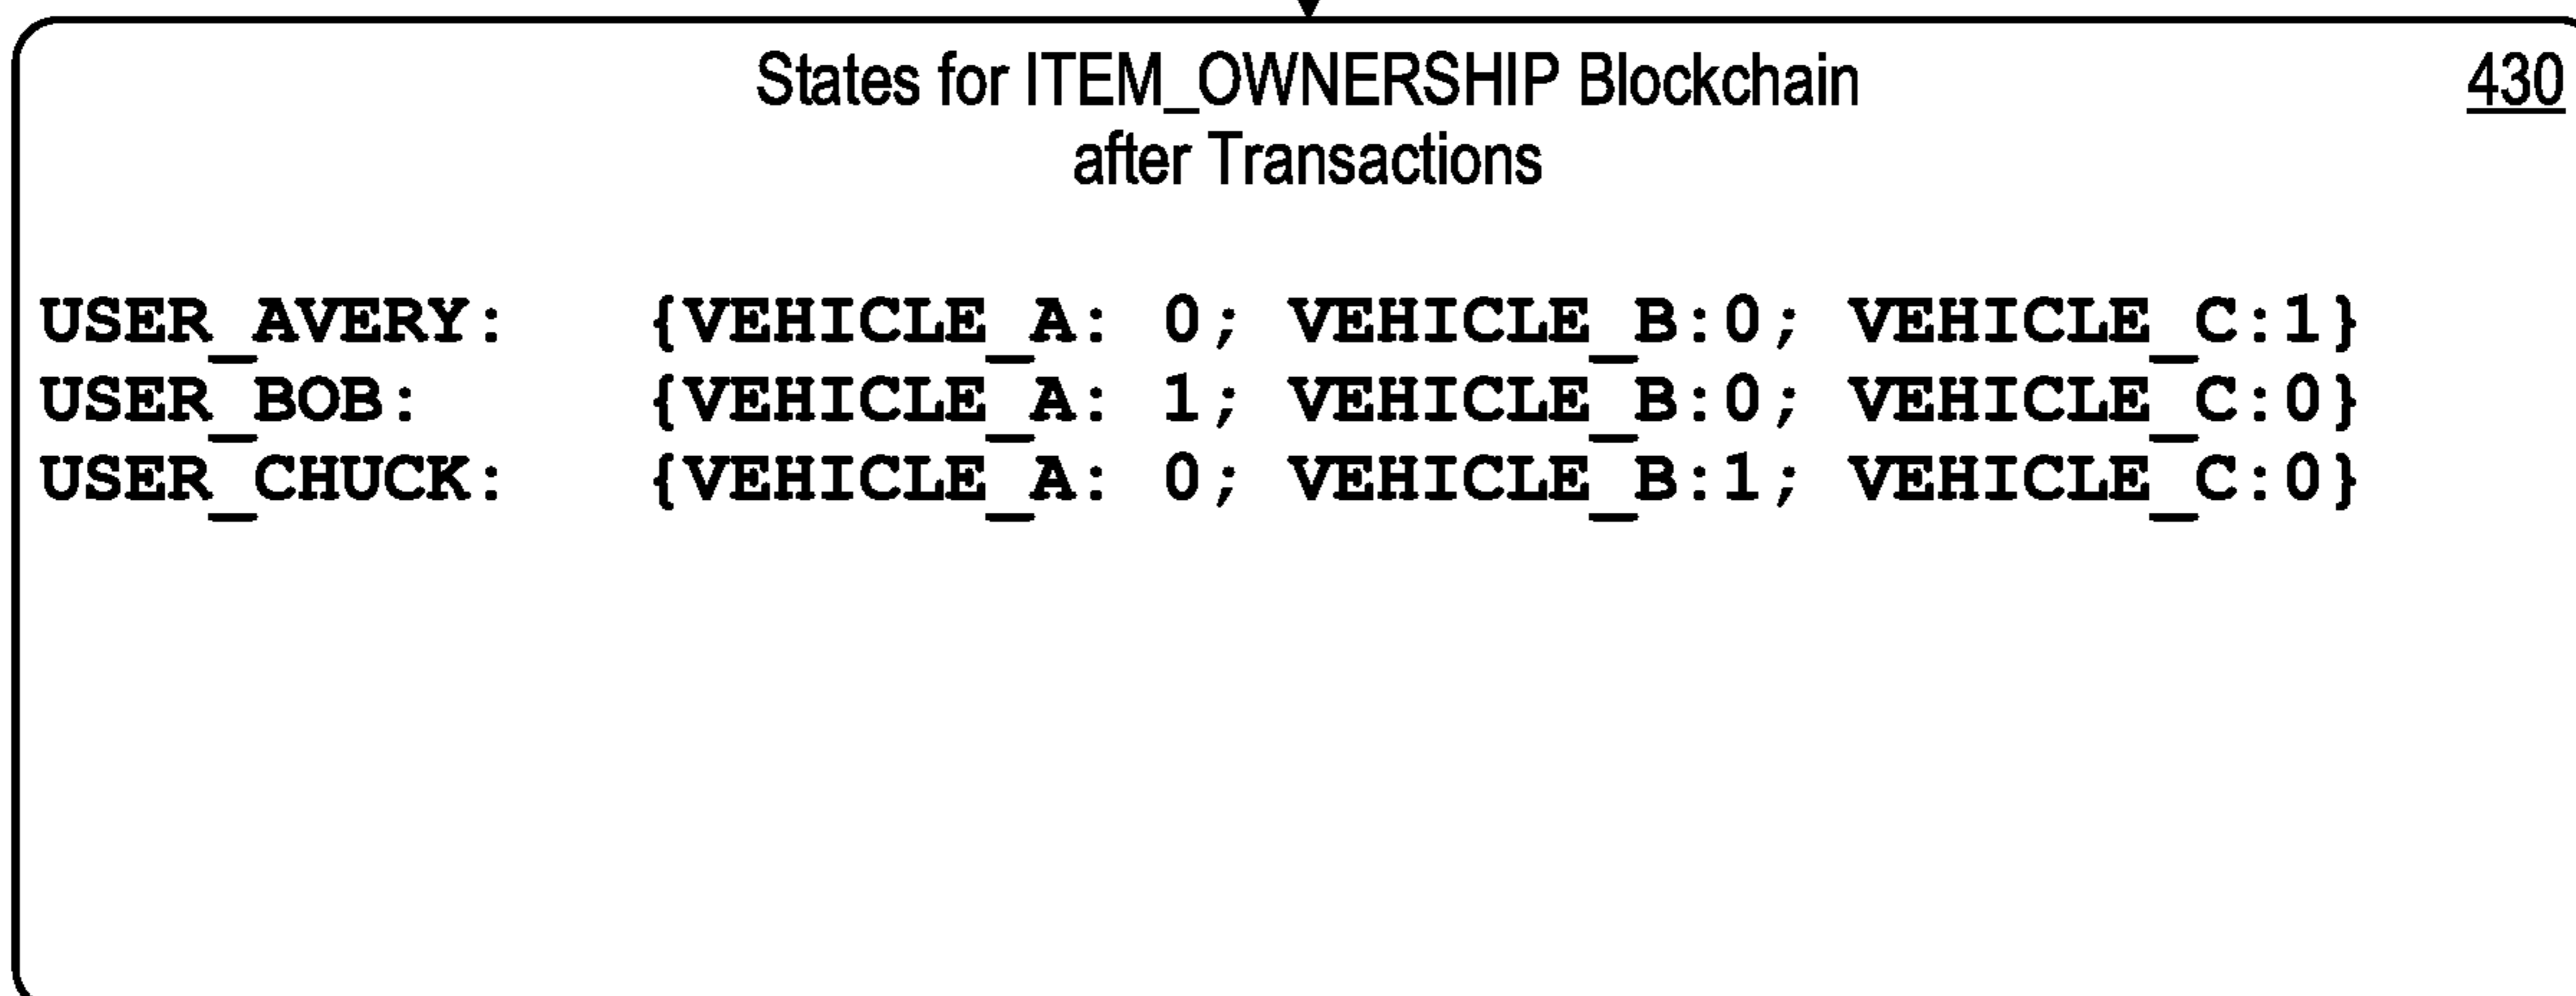 States for ITEM_OWNERSHIP Blockchain
after Transactions
430
USER_AVERY: {VEHICLE_A: 0; VEHICLE_B:0; VEHICLE_C:1}
USER_BOB: {VEHICLE_A: 1; VEHICLE_B:0; VEHICLE_C:0}
USER_CHUCK: {VEHICLE_A: 0; VEHICLE_B:1; VEHICLE_C:0}